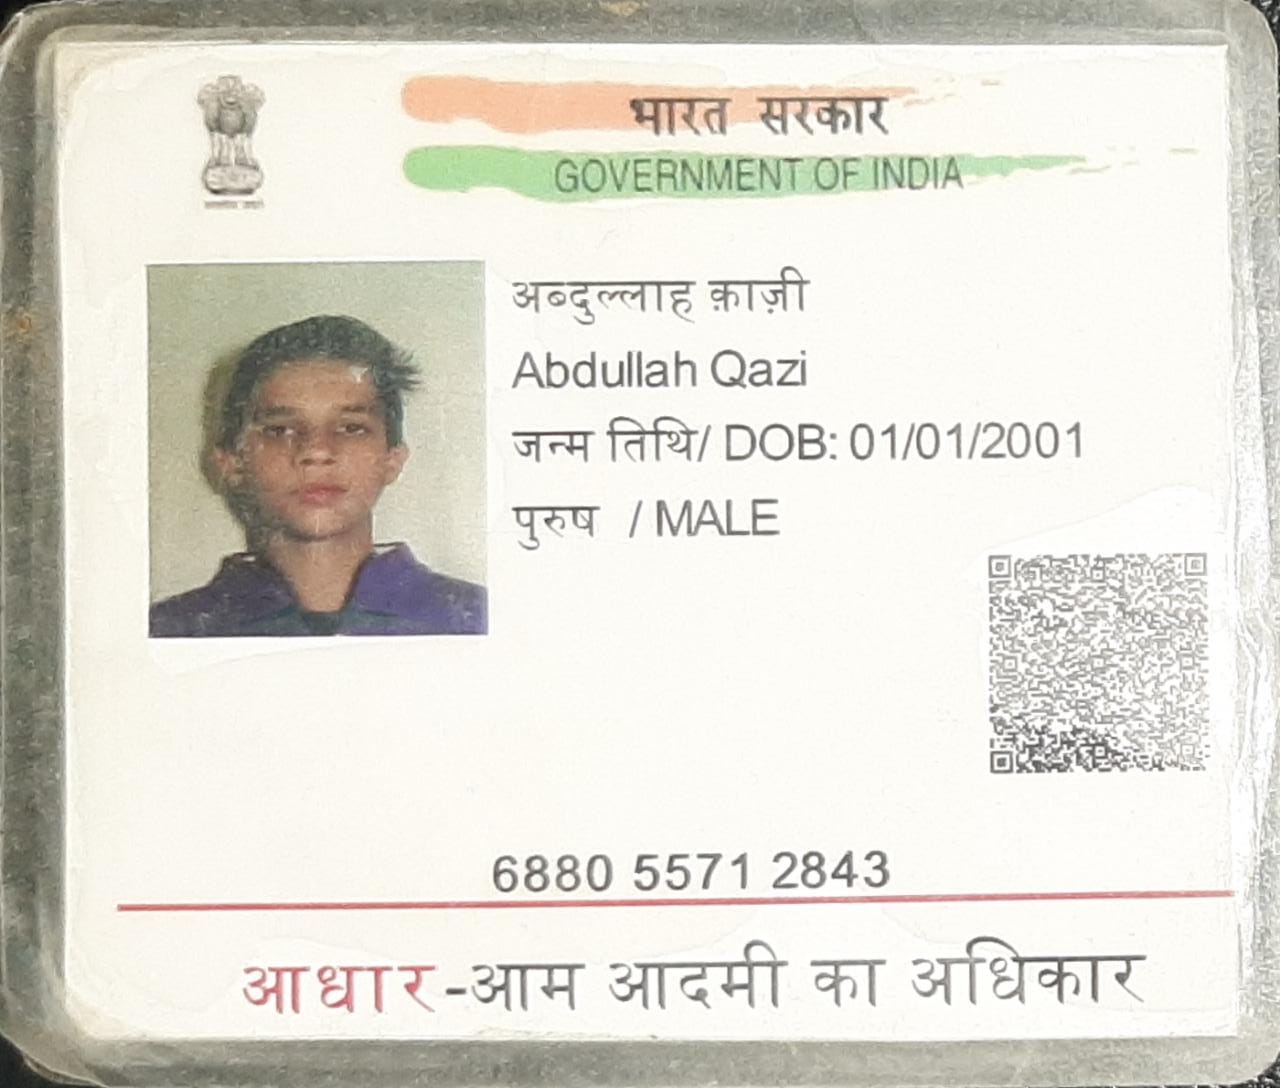 भारत सरकार
GOVERNMENT OF INDIA
अब्दुल्लाह क़ाज़ी
Abdullah Qazi
जन्म तिथि/ DOB: 01/01/2001
पुरुष / MALE
6880 5571 2843
आधार-आम आदमी का अधिकार